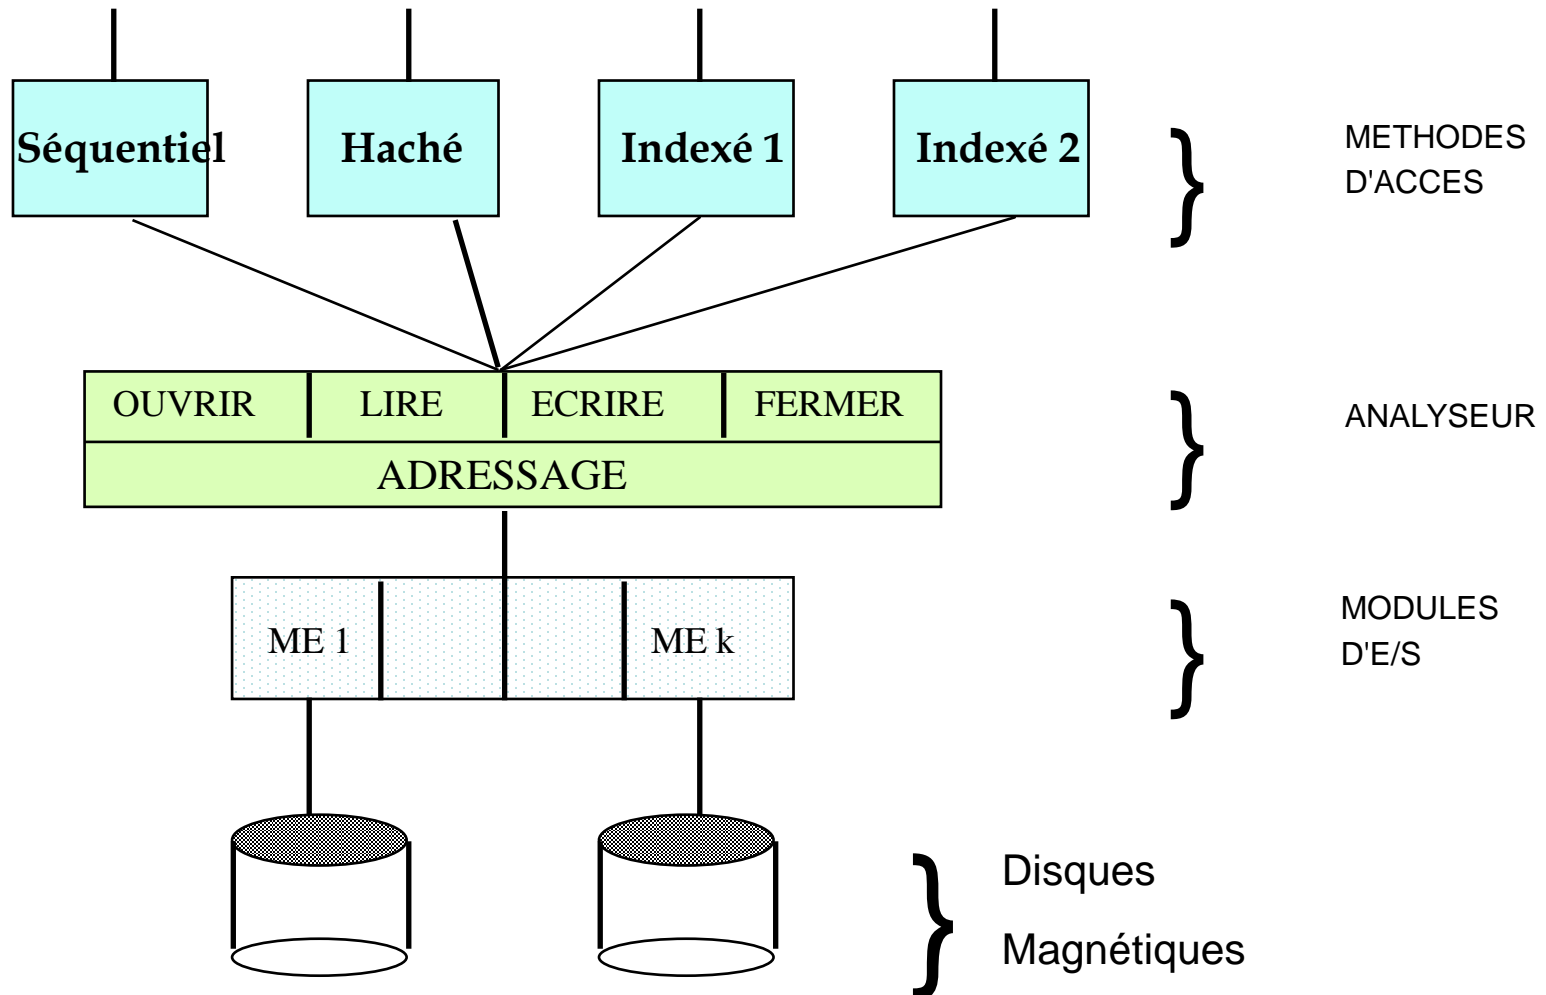 Séquentiel
Haché
Indexé 1
Indexé 2
METHODES
D'ACCES
OUVRIR
LIRE
ECRIRE
FERMER
ANALYSEUR
ADRESSAGE
ME 1
ME k
MODULES
D'E/S
Disques
Magnétiques